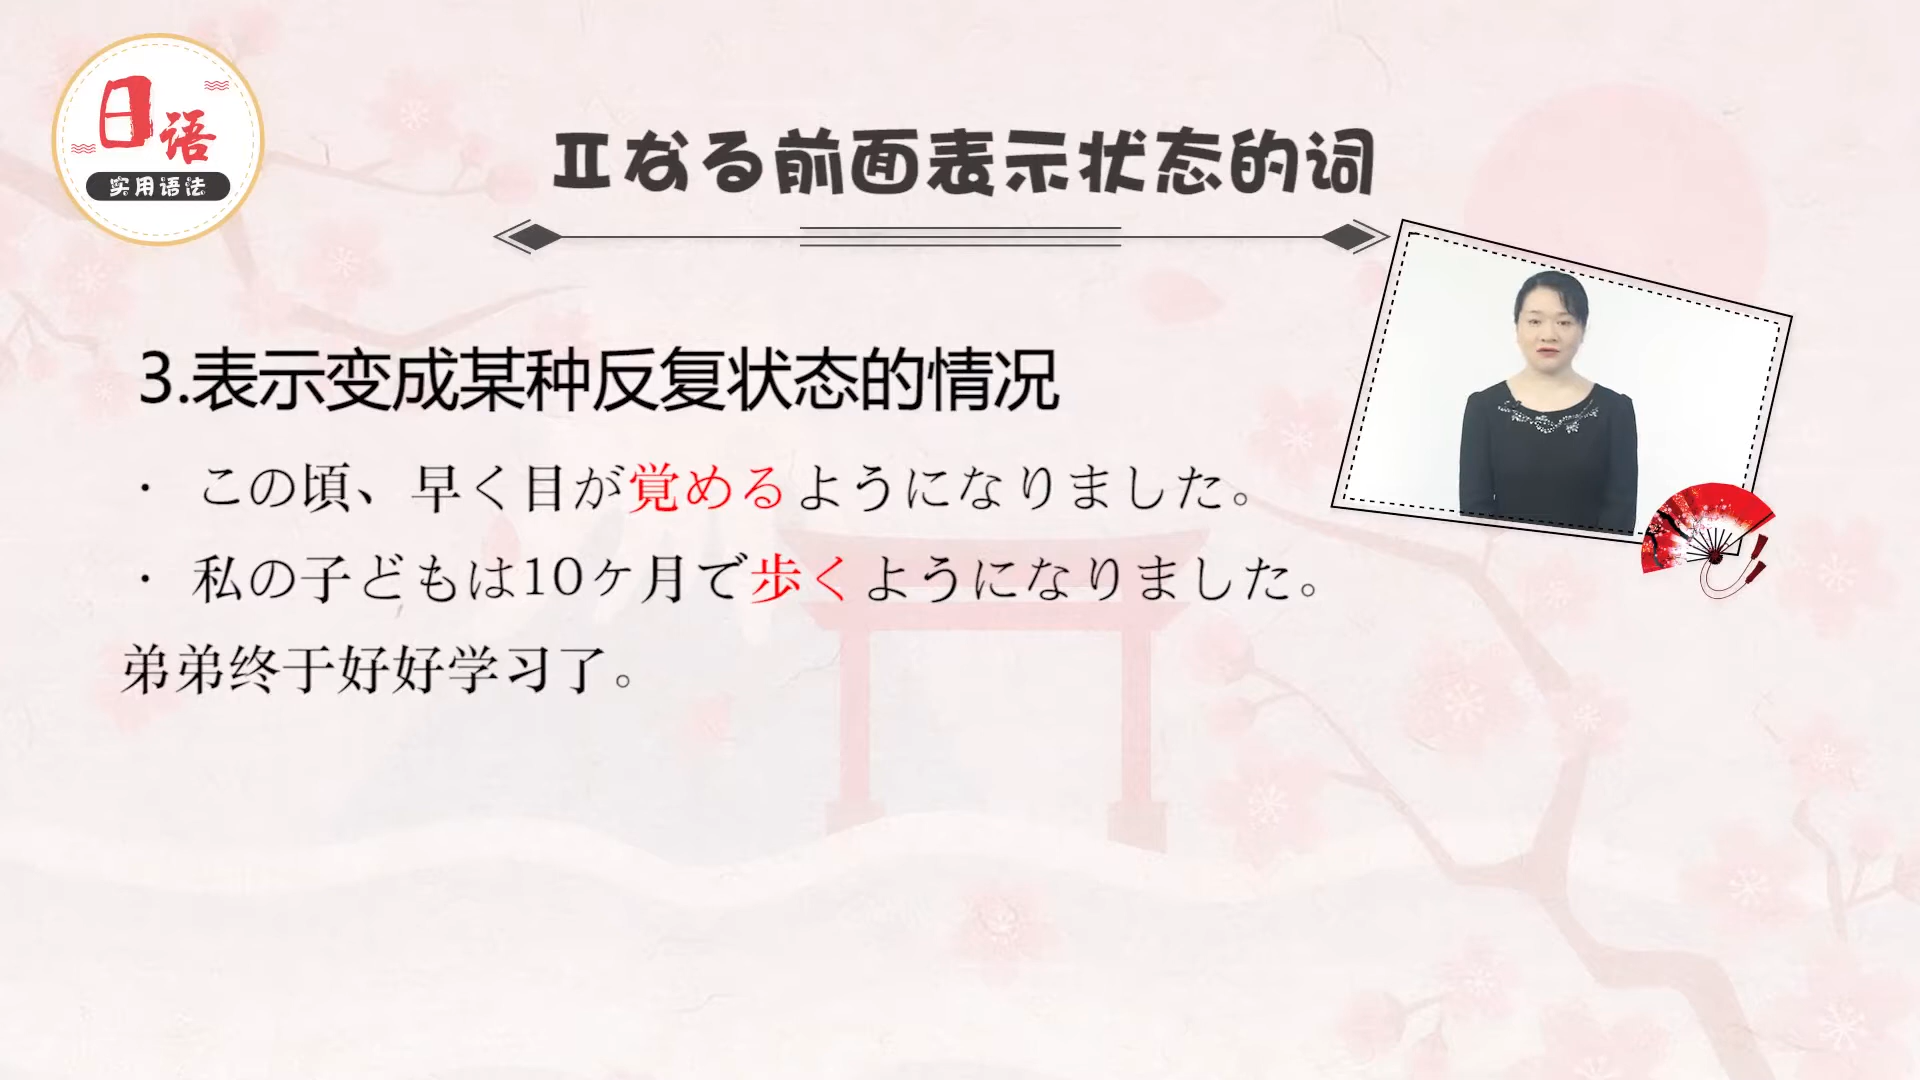 日语
实用语法
Ⅱなる前面表示状态的词
3.表示变成某种反复状态的情况
· この頃、早く目が覚めるようになりました。
· 私の子どもは10ヶ月で歩くようになりました。
弟弟终于好好学习了。